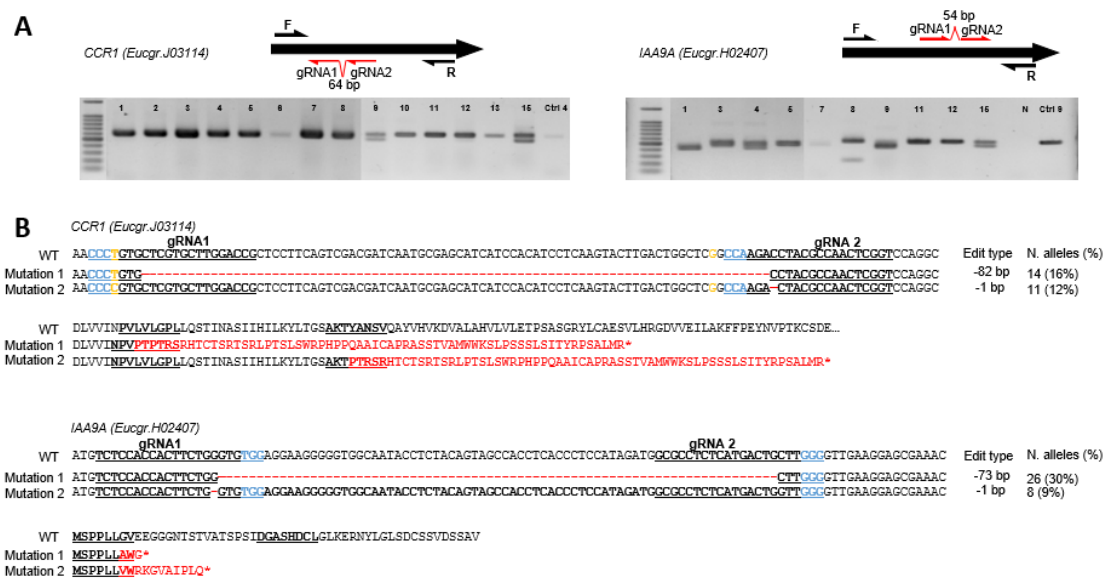 A
CCR1 (Eucgr.J03114)
F
gRNA1 gRNA2
64 bp
R
1 2 3 4 5 6 7 8 9 10 11 12 13 15 Ctrl 4
IAA9A (Eucgr.H02407)
54 bp
F
gRNA1 gRNA2
R
1 3 4 5 7 8 9 11 12 15 N Ctrl 9
B
CCR1 (Eucgr.J03114)
gRNA1 gRNA 2
WT AACCCTGTGCTCGTGCTTGGACCGCTCCTTCAGTCGACGATCAATGCGAGCATCATCCACATCCTCAAGTACTTGACTGGCTCGGCCAAGACCTACGCCAACTCGGTCCAGGC Edit type N. alleles (%)
Mutation 1 AACCCTGTG------CCTACGCCAACTCGGTCCAGGC -82 bp 14 (16%)
Mutation 2 AACCCCGTGCTCGTGCTTGGACCGCTCCTTCAGTCGACGATCAATGCGAGCATCATCCACATCCTCAAGTACTTGACTGGCTCGGCCAAGA-CTACGCCAACTCGGTCCAGGC -1 bp 11 (12%)
WT DLVVINPVLVLGPLLQSTINASIIHILKYLTGSAKTYANSVQAYVHVKDVALAHVLVLETPSASGRYLCAESVLHRGDVVEILAKFFPEYNVPTKCSDE...
Mutation 1 DLVVINPVPTPTRSRHTCTSRTSRLPTSLSWRPHPPQAAICAPRASSTVAMWWKSLPSSSSLSITYRPSALMR*
Mutation 2 DLVVINPVLVLGPLLQSTINASIIHILKYLTGSAKTPTRSRHTCTSRTSRLPTSLSWRPHPPQAAICAPRASSTVAMWWKSLPSSSSLSITYRPSALMR*
IAA9A (Eucgr.H02407)
gRNA1 gRNA 2
WT ATGTCTCCACCACTTCTGGGTGTGGAGGAAGGGGGTGGCAATACCTCTACAGTAGCCACCTCACCCTCCATAGATGGCGCCTCTCATGACTGCTTGGGGTTGAAGGAGCGAAAC Edit type N. alleles (%)
Mutation 1 ATGTCTCCACCACTTCTGG------CTTGGGGTTGAAGGAGCGAAAC -73 bp 26 (30%)
Mutation 2 ATGTCTCCACCACTTCTG-GTGTGGAGGAAGGGGGTGGCAATACCTCTACAGTAGCCACCTCACCCTCCATAGATGGCGCCTCTCATGACTGGTTGGGGTTGAAGGAGCGAAAC -1 bp 8 (9%)
WT MSPPLLGVEEGGGNTSTVATSPSIDGASHDCLGLKERNYLGLSDCSSVDSSAV
Mutation 1 MSPPLLAWG*
Mutation 2 MSPPLLVWRKGVAIPLQ*